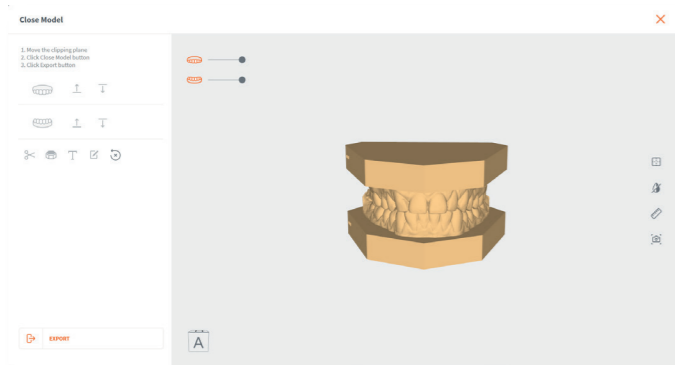 Close Model
1. Move the clipping plane
2. Click Close Model button
3. Click Export button
T
EXPORT
A